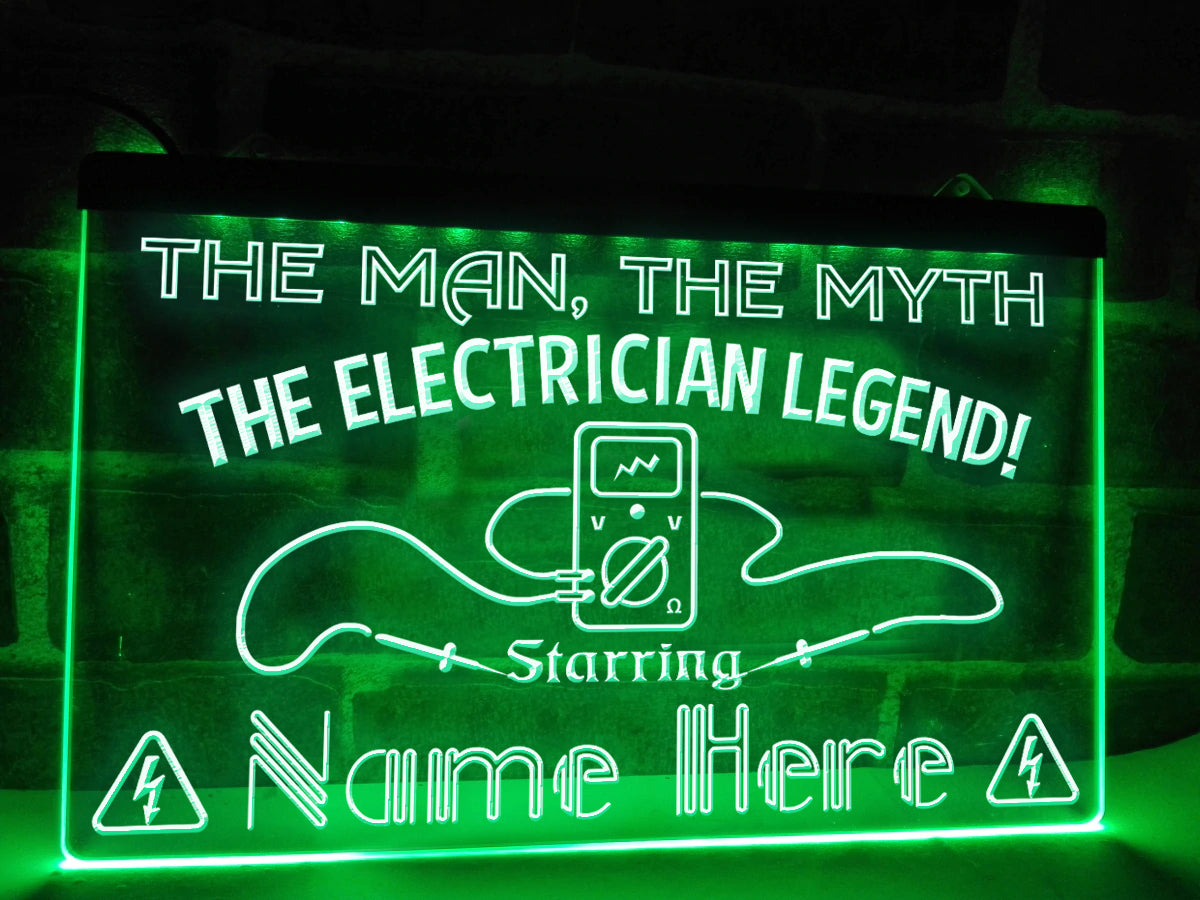 THE MAN, THE MYTH
THE ELECTRICIAN LEGEND!
V V
Ω
Starring
Name Here